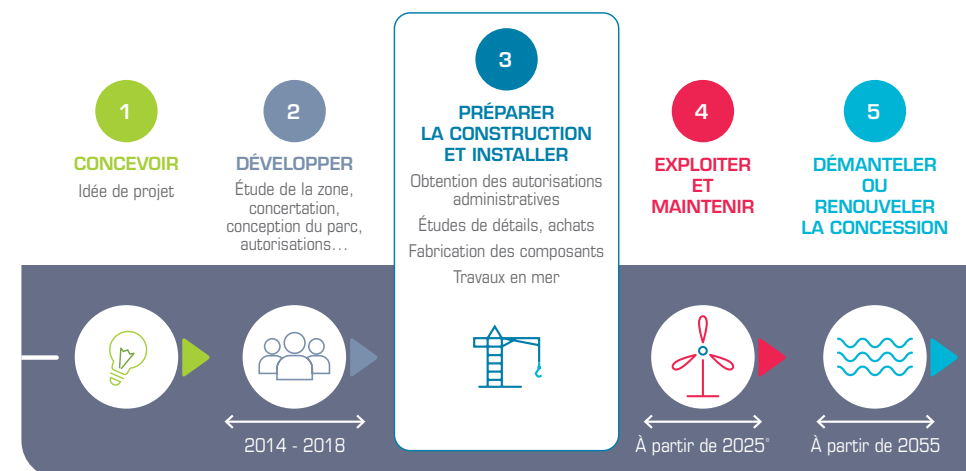 1
CONCEVOIR
Idée de projet
2
DÉVELOPPER
Étude de la zone,
concertation,
conception du parc,
autorisations...
2014 - 2018
3
PRÉPARER
LA CONSTRUCTION
ET INSTALLER
Obtention des autorisations
administratives
Études de détails, achats
Fabrication des composants
Travaux en mer
4
EXPLOITER
ET
MAINTENIR
À partir de 2025*
5
DÉMANTELER
OU
RENOUVELER
LA CONCESSION
À partir de 2055